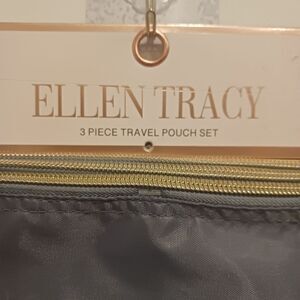 ELLEN TRACY
3 PIECE TRAVEL POUCH SET